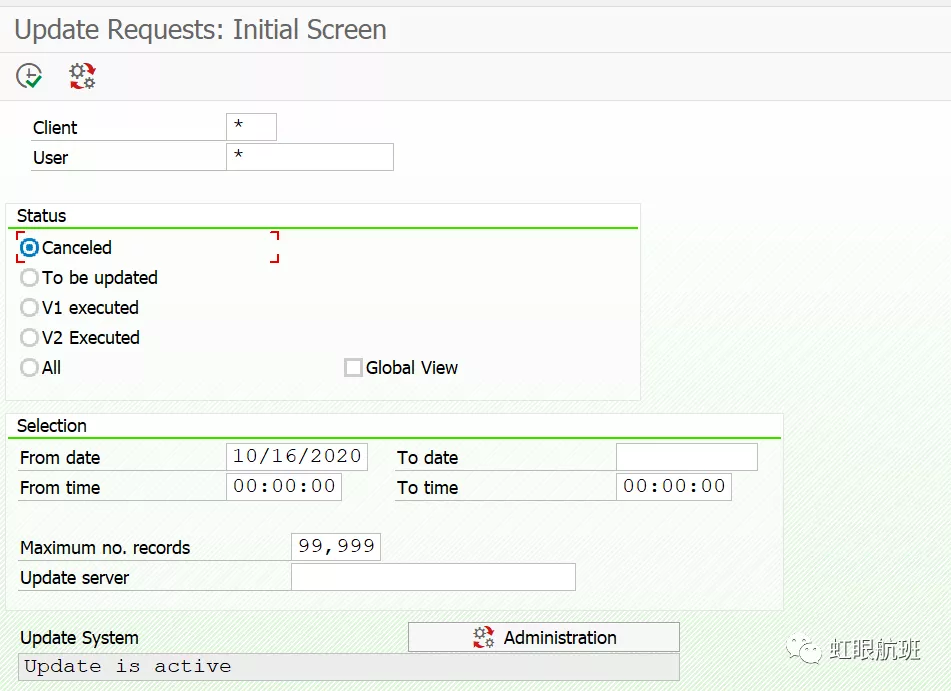 Update Requests: Initial Screen
Client *
User *
Status
Canceled
To be updated
V1 executed
V2 Executed
All Global View
Selection
From date 10/16/2020 To date
From time 00:00:00 To time 00:00:00
Maximum no. records 99,999
Update server
Update System Administration
Update is active
虹眼航班